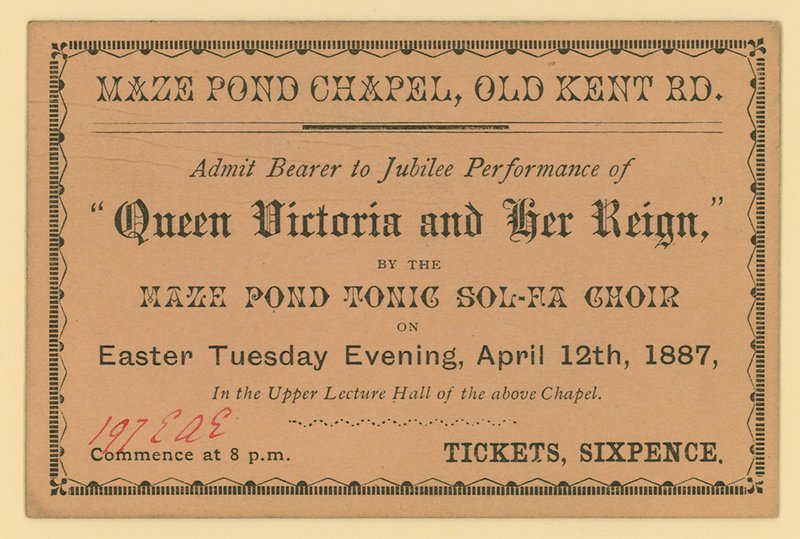 MAZE POND CHAPEL, OLD KENT RD.
Admit Bearer to Jubilee Performance of
"Queen Victoria and Her Reign,"
BY THE
MAZE POND TONIC SOL-FA CHOIR
ON
Easter Tuesday Evening, April 12th, 1887,
In the Upper Lecture Hall of the above Chapel.
197 E A E
Commence at 8 p.m.
TICKETS, SIXPENCE.